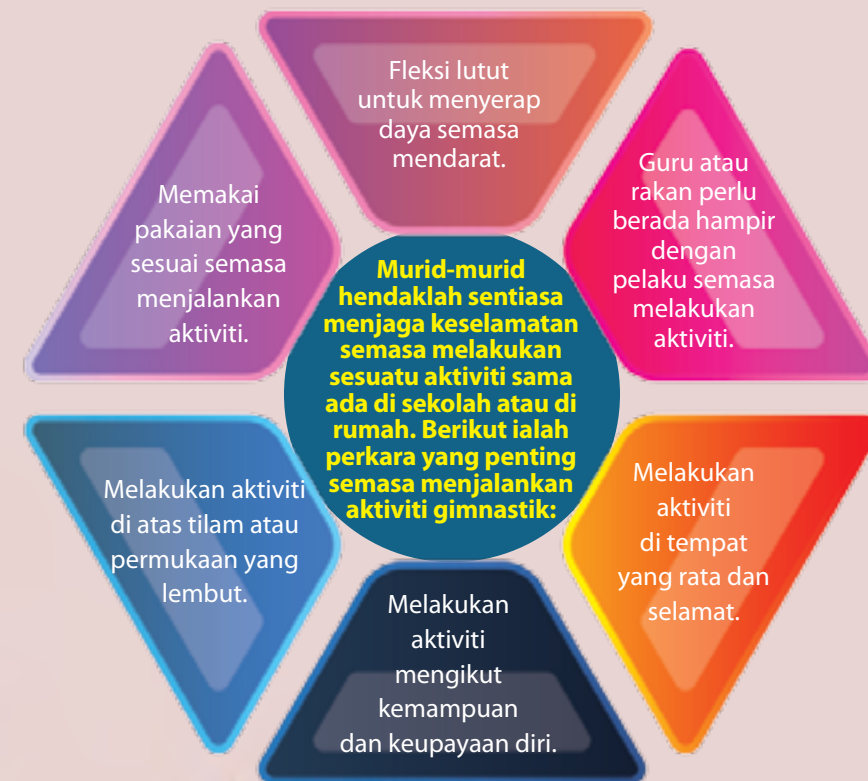 Murid-murid
hendaklah sentiasa
menjaga keselamatan
semasa melakukan
sesuatu aktiviti sama
ada di sekolah atau di
rumah. Berikut ialah
perkara yang penting
semasa menjalankan
aktiviti gimnastik:
Fleksi lutut
untuk menyerap
daya semasa
mendarat.
Guru atau
rakan perlu
berada hampir
dengan
pelaku semasa
melakukan
aktiviti.
Melakukan
aktiviti
di tempat
yang rata dan
selamat.
Melakukan
aktiviti
mengikut
kemampuan
dan keupayaan diri.
Melakukan aktiviti
di atas tilam atau
permukaan yang
lembut.
Memakai
pakaian yang
sesuai semasa
menjalankan
aktiviti.